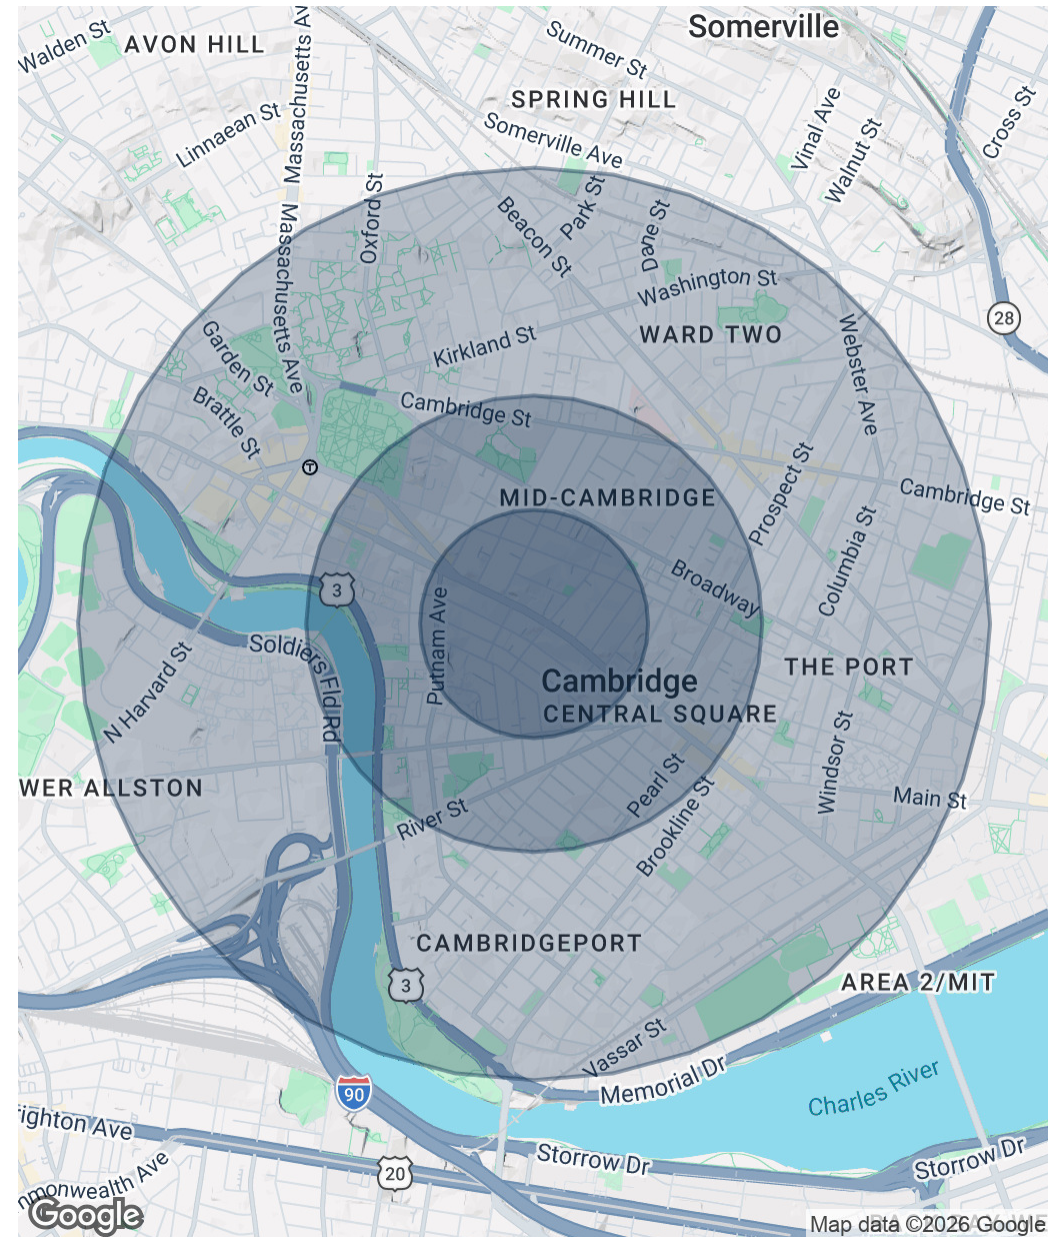 Somerville
Walden St
AVON HILL
Massachusetts Av
Summer St
SPRING HILL
Vinal Ave
Cross St
Linnaean St
Somerville Ave
Walnut St
Oxford St
Park St
Beacon St
Dane St
Massachusetts Ave
Washington St
28
WARD TWO
Kirkland St
Webster Ave
Garden St
Brattle St
Cambridge St
T
Prospect St
MID-CAMBRIDGE
Cambridge St
Columbia St
3
Broadway
Putnam Ave
Soldiers Fld Rd
N Harvard St
Cambridge
CENTRAL SQUARE
THE PORT
Windsor St
WER ALLSTON
Pearl St
Main St
River St
Brookline St
CAMBRIDGEPORT
3
AREA 2/MIT
Vassar St
Memorial Dr
90
Charles River
ighton Ave
Storrow Dr
Storrow Dr
20
mmonwealth Ave
Google
Map data ©2026 Google